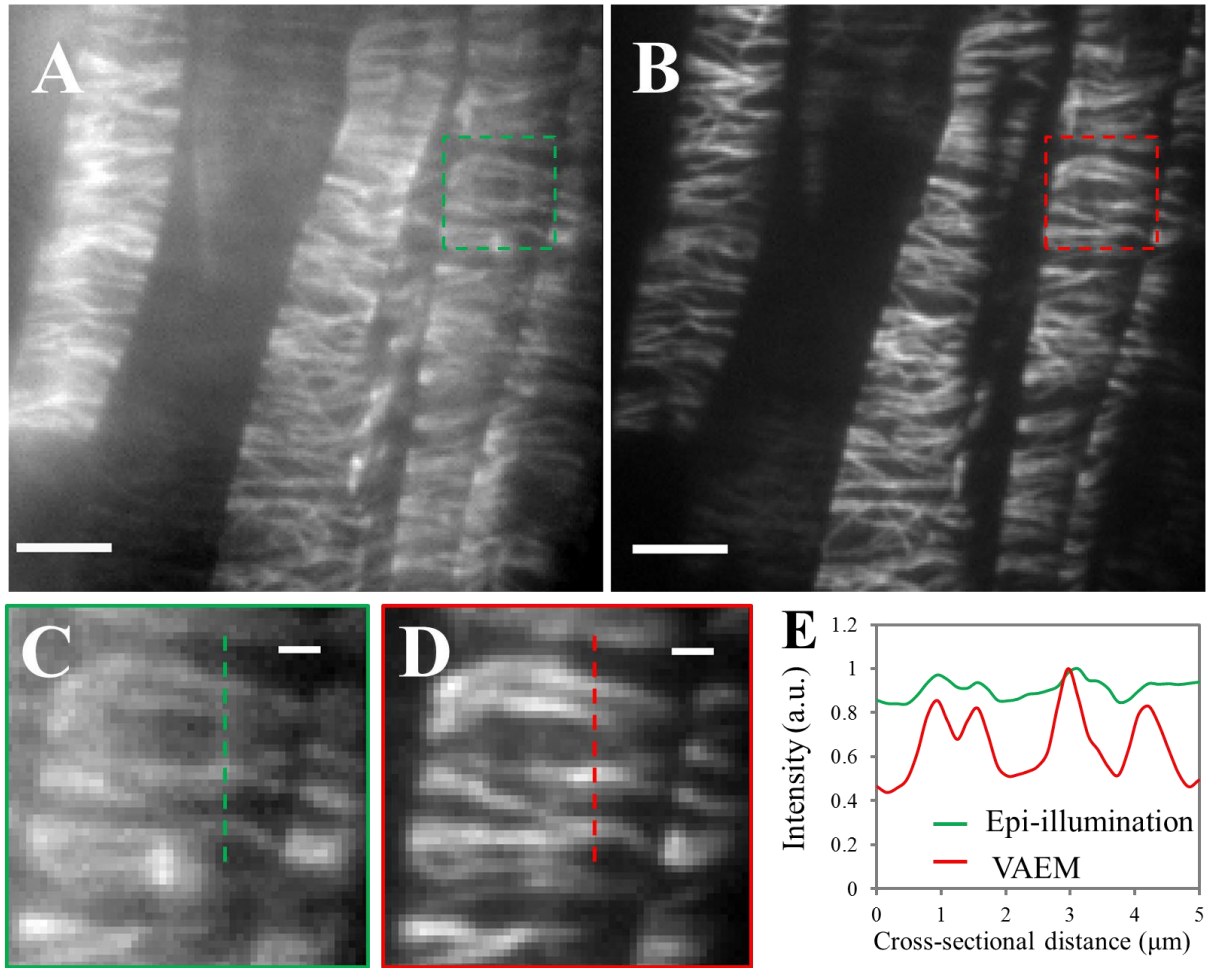 A
B
C
D
E
1.2
1
0.8
0.6
0.4
0.2
0
Intensity (a.u.)
Epi-illumination
VAEM
0 1 2 3 4 5
Cross-sectional distance (μm)